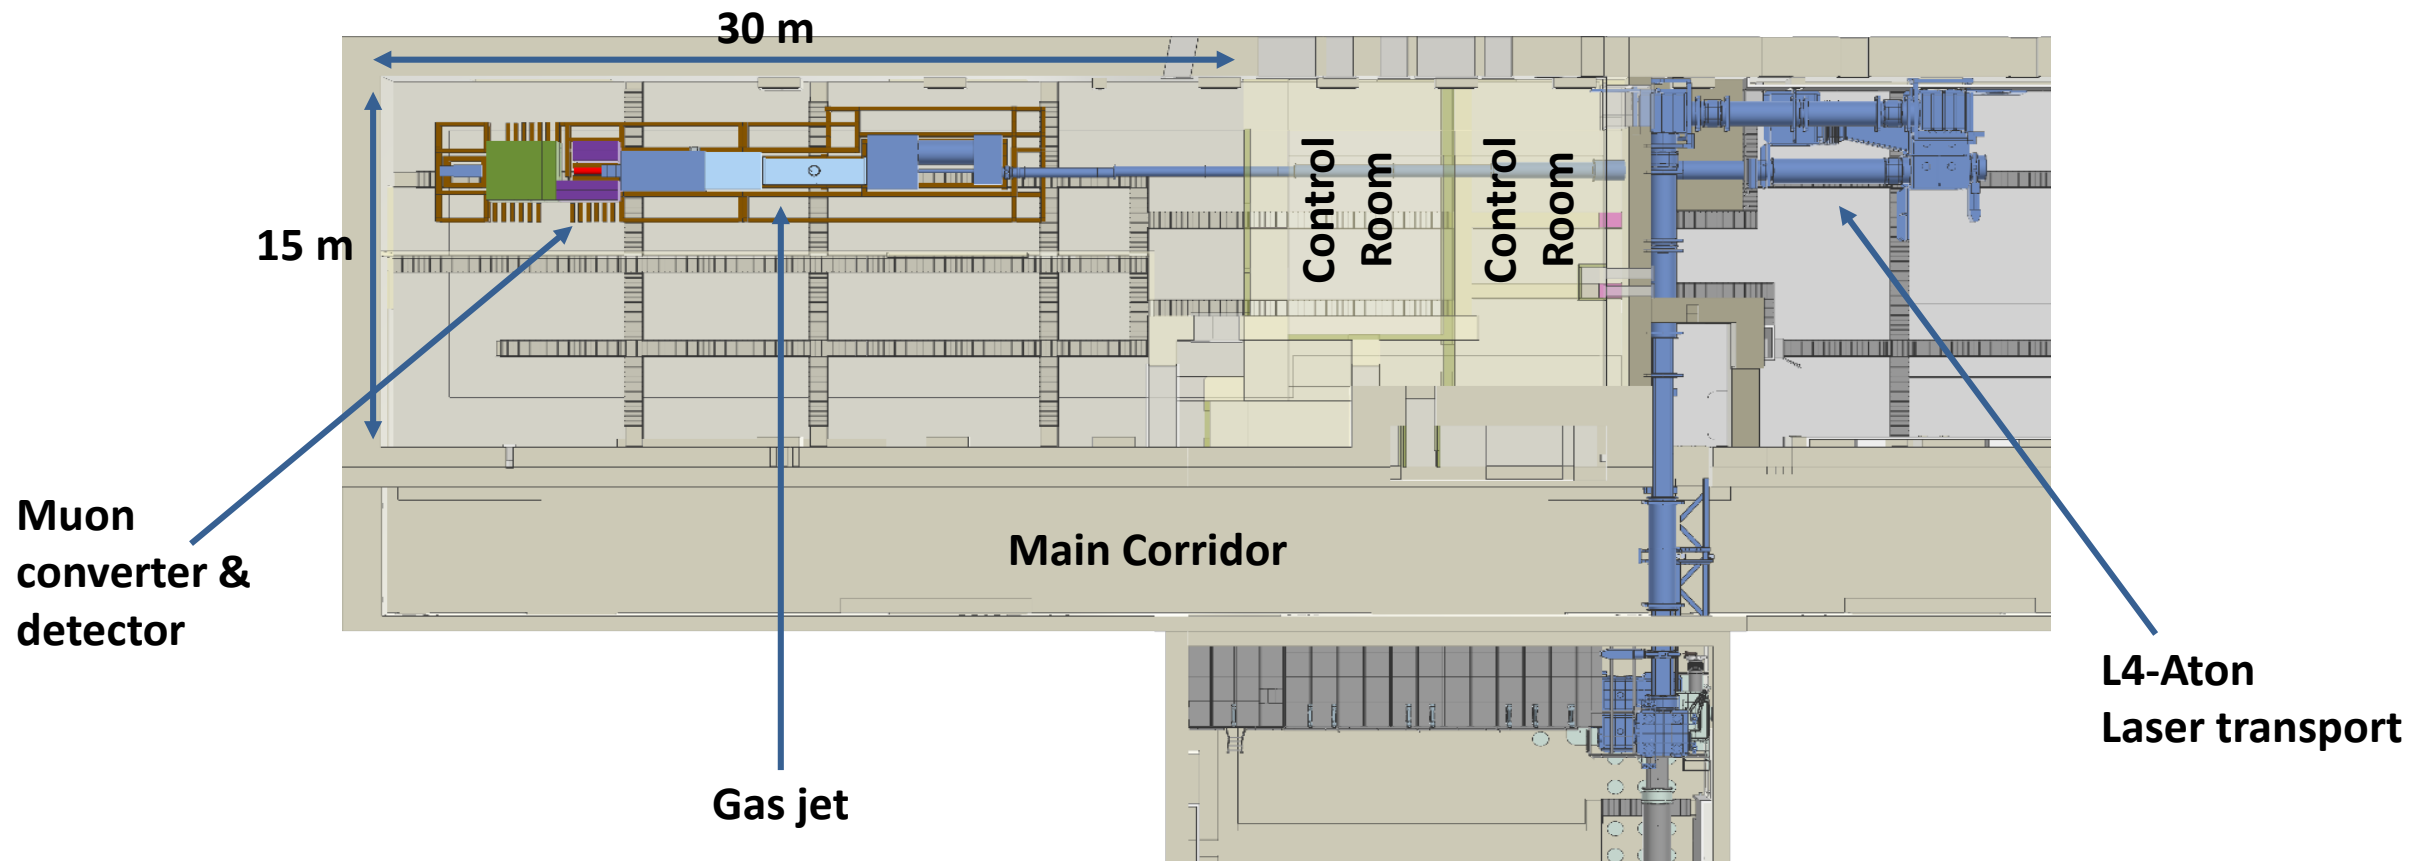 30 m
15 m
Control
Room
Control
Room
Muon
converter &
detector
Main Corridor
Gas jet
L4-Aton
Laser transport